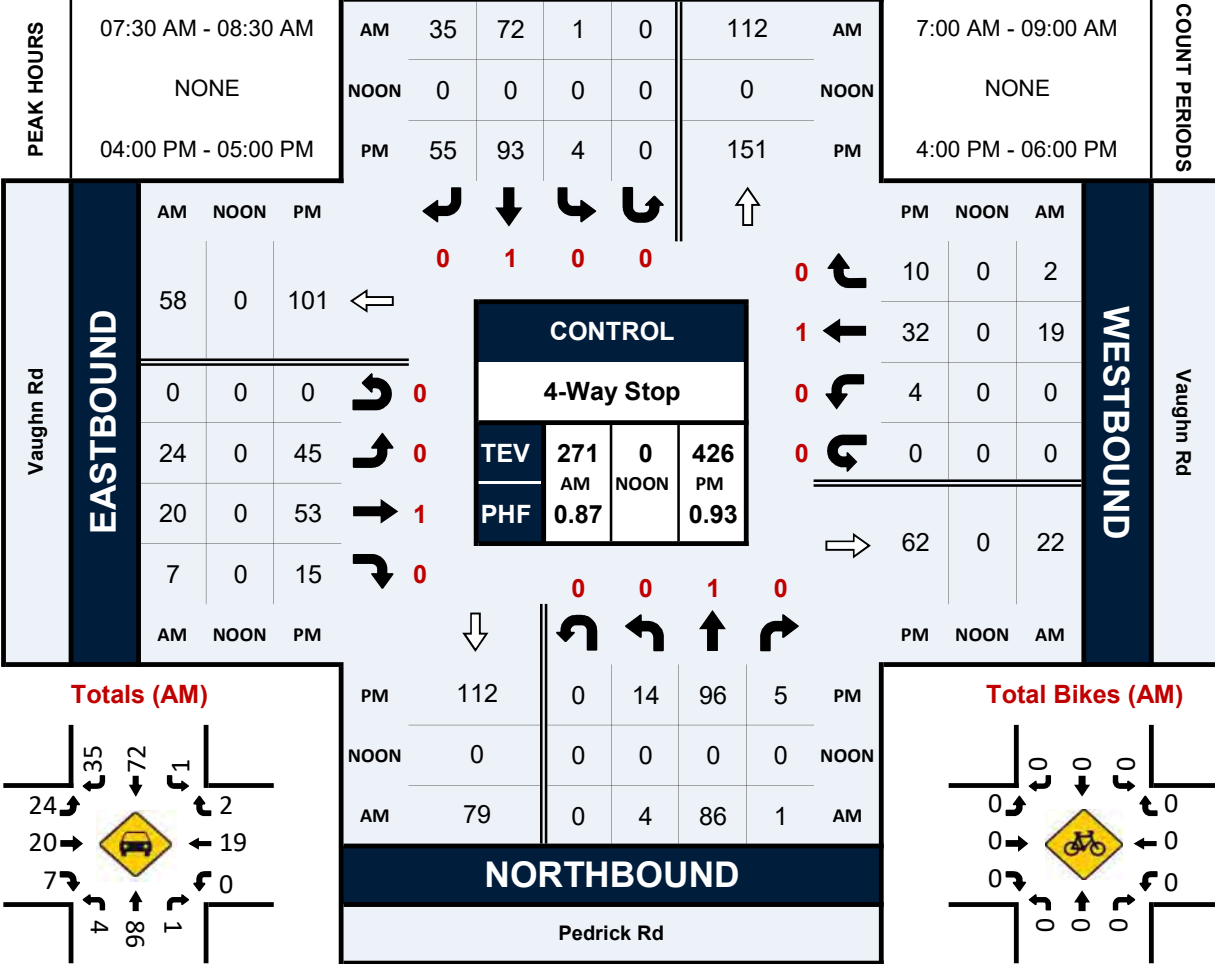 PEAK HOURS
07:30 AM - 08:30 AM
NONE
04:00 PM - 05:00 PM
AM 35 72 1 0 112 AM
NOON 0 0 0 0 0 NOON
PM 55 93 4 0 151 PM
7:00 AM - 09:00 AM
NONE
4:00 PM - 06:00 PM
COUNT PERIODS
0 1 0 0
Vaughn Rd
EASTBOUND
AM NOON PM
58 0 101
0 0 0 0
24 0 45 0
20 0 53 1
7 0 15 0
AM NOON PM
CONTROL
4-Way Stop
TEV 271 0 426
AM NOON PM
PHF 0.87 0.93
PM NOON AM
0 10 0 2
1 32 0 19
0 4 0 0
0 0 0 0
62 0 22
PM NOON AM
WESTBOUND
Vaughn Rd
0 0 1 0
PM 112 0 14 96 5 PM
NOON 0 0 0 0 0 NOON
AM 79 0 4 86 1 AM
NORTHBOUND
Pedrick Rd
Totals (AM)
35 72 1
24 2
20 19
7 0
4 86 1
Total Bikes (AM)
0 0 0
0 0
0 0
0 0
0 0 0